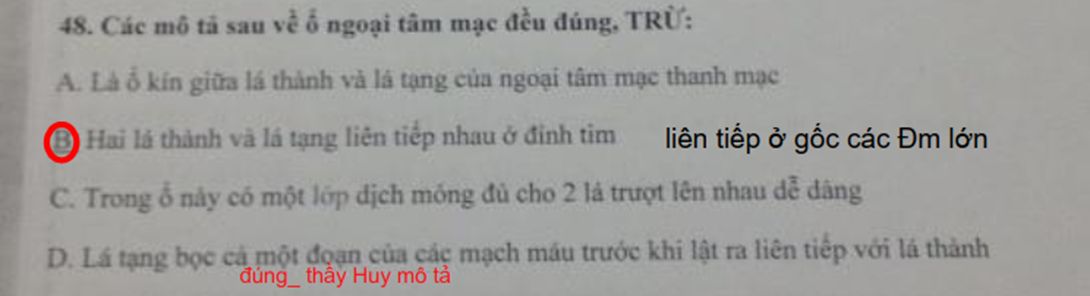 48. Các mô tả sau về ổ ngoại tâm mạc đều đúng, TRỪ:
A. Là ổ kín giữa lá thành và lá tạng của ngoại tâm mạc thanh mạc
B. Hai lá thành và lá tạng liên tiếp nhau ở đỉnh tim liên tiếp ở gốc các Đm lớn
C. Trong ổ này có một lớp dịch mỏng đủ cho 2 lá trượt lên nhau dễ dàng
D. Lá tạng bọc cả một đoạn của các mạch máu trước khi lật ra liên tiếp với lá thành
đúng_ thầy Huy mô tả